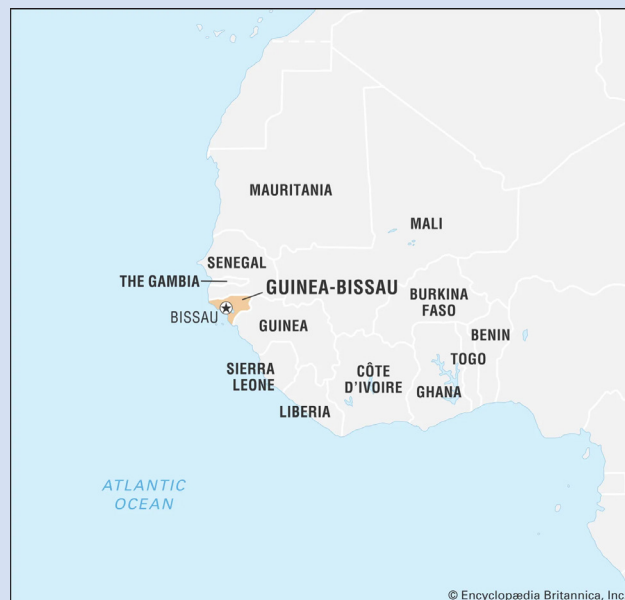 MAURITANIA
MALI
SENEGAL
THE GAMBIA
GUINEA-BISSAU
BURKINA
FASO
BISSAU
GUINEA
BENIN
TOGO
SIERRA
LEONE
CÔTE
D'IVOIRE
GHANA
LIBERIA
ATLANTIC
OCEAN
© Encyclopædia Britannica, Inc